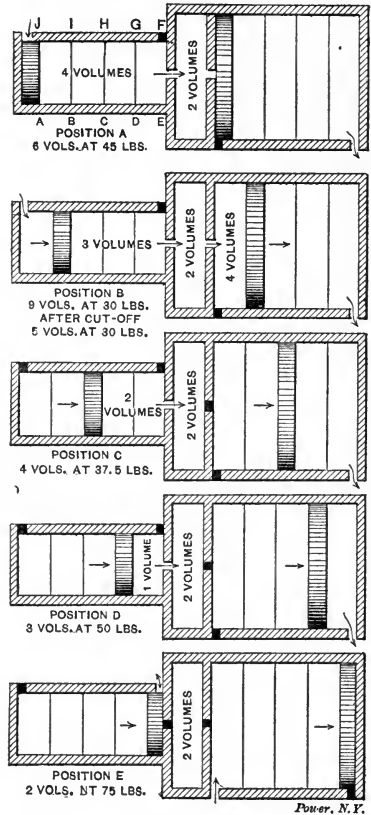 J I H G F
4 VOLUMES
2 VOLUMES
A B C D E
POSITION A
6 VOLS. AT 45 LBS.
3 VOLUMES
2 VOLUMES
4 VOLUMES
POSITION B
9 VOLS. AT 30 LBS.
AFTER CUT-OFF
5 VOLS. AT 30 LBS.
2
VOLUMES
2 VOLUMES
POSITION C
4 VOLS. AT 37.5 LBS.
1 VOLUME
2 VOLUMES
POSITION D
3 VOLS. AT 50 LBS.
2 VOLUMES
POSITION E
2 VOLS. NT 75 LBS.
Power, N.Y.